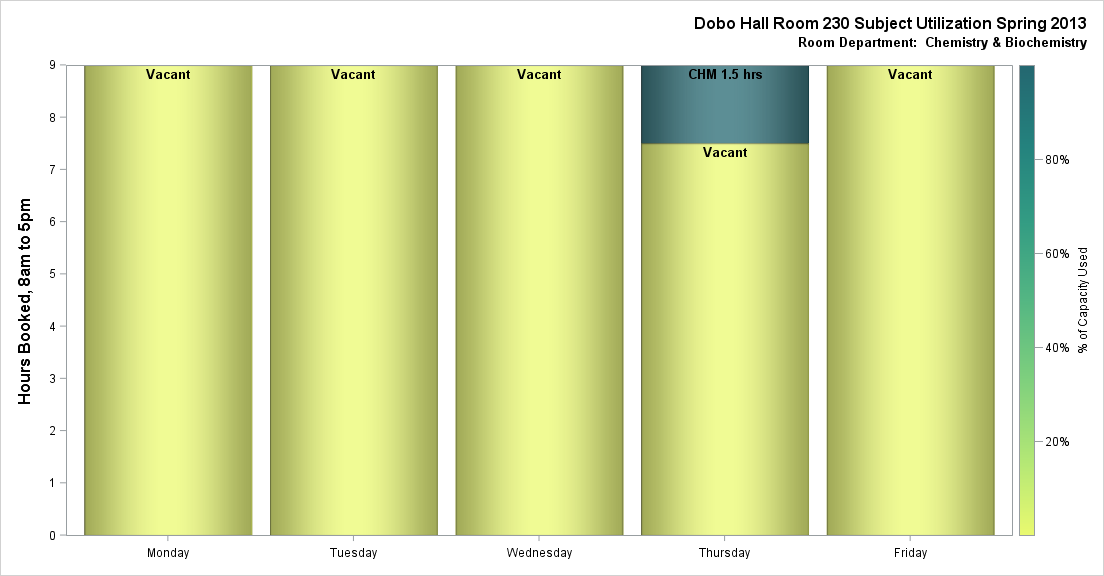 Dobo Hall Room 230 Subject Utilization Spring 2013
Room Department: Chemistry & Biochemistry
Hours Booked, 8am to 5pm
9
8
7
6
5
4
3
2
1
0
Vacant
Vacant
Vacant
CHM 1.5 hrs
Vacant
Vacant
Monday
Tuesday
Wednesday
Thursday
Friday
80%
60%
40%
20%
% of Capacity Used